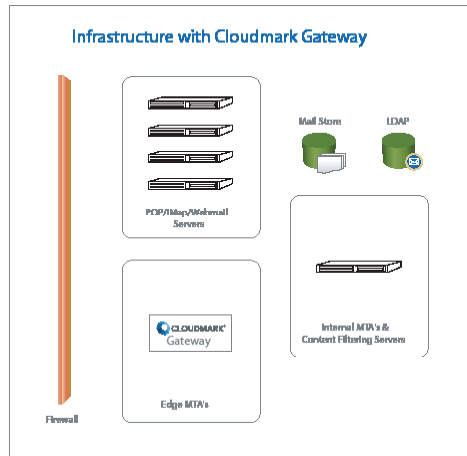 Infrastructure with Cloudmark Gateway
Mail Store
LDAP
POP/IMap/Webmail
Servers
CLOUDMARK
Gateway
Internal MTA's &
Content Filtering Servers
Edge MTA's
Firewall